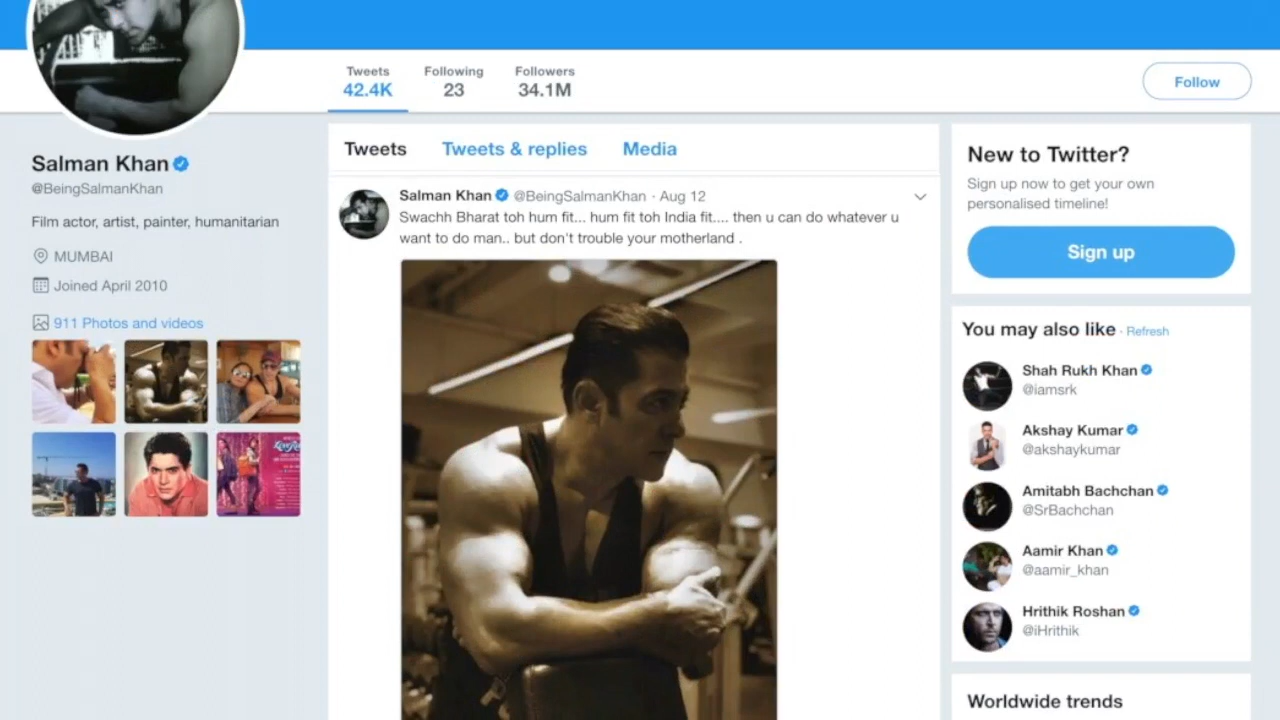 Tweets
42.4K
Following
23
Followers
34.1M
Follow
Salman Khan
@BeingSalmanKhan
Film actor, artist, painter, humanitarian
MUMBAI
Joined April 2010
911 Photos and videos
Tweets Tweets & replies Media
Salman Khan @BeingSalmanKhan · Aug 12
Swachh Bharat toh hum fit... hum fit toh India fit.... then u can do whatever u
want to do man.. but don't trouble your motherland .
New to Twitter?
Sign up now to get your own
personalised timeline!
Sign up
You may also like · Refresh
Shah Rukh Khan
@iamsrk
Akshay Kumar
@akshaykumar
Amitabh Bachchan
@SrBachchan
Aamir Khan
@aamir_khan
Hrithik Roshan
@iHrithik
Worldwide trends